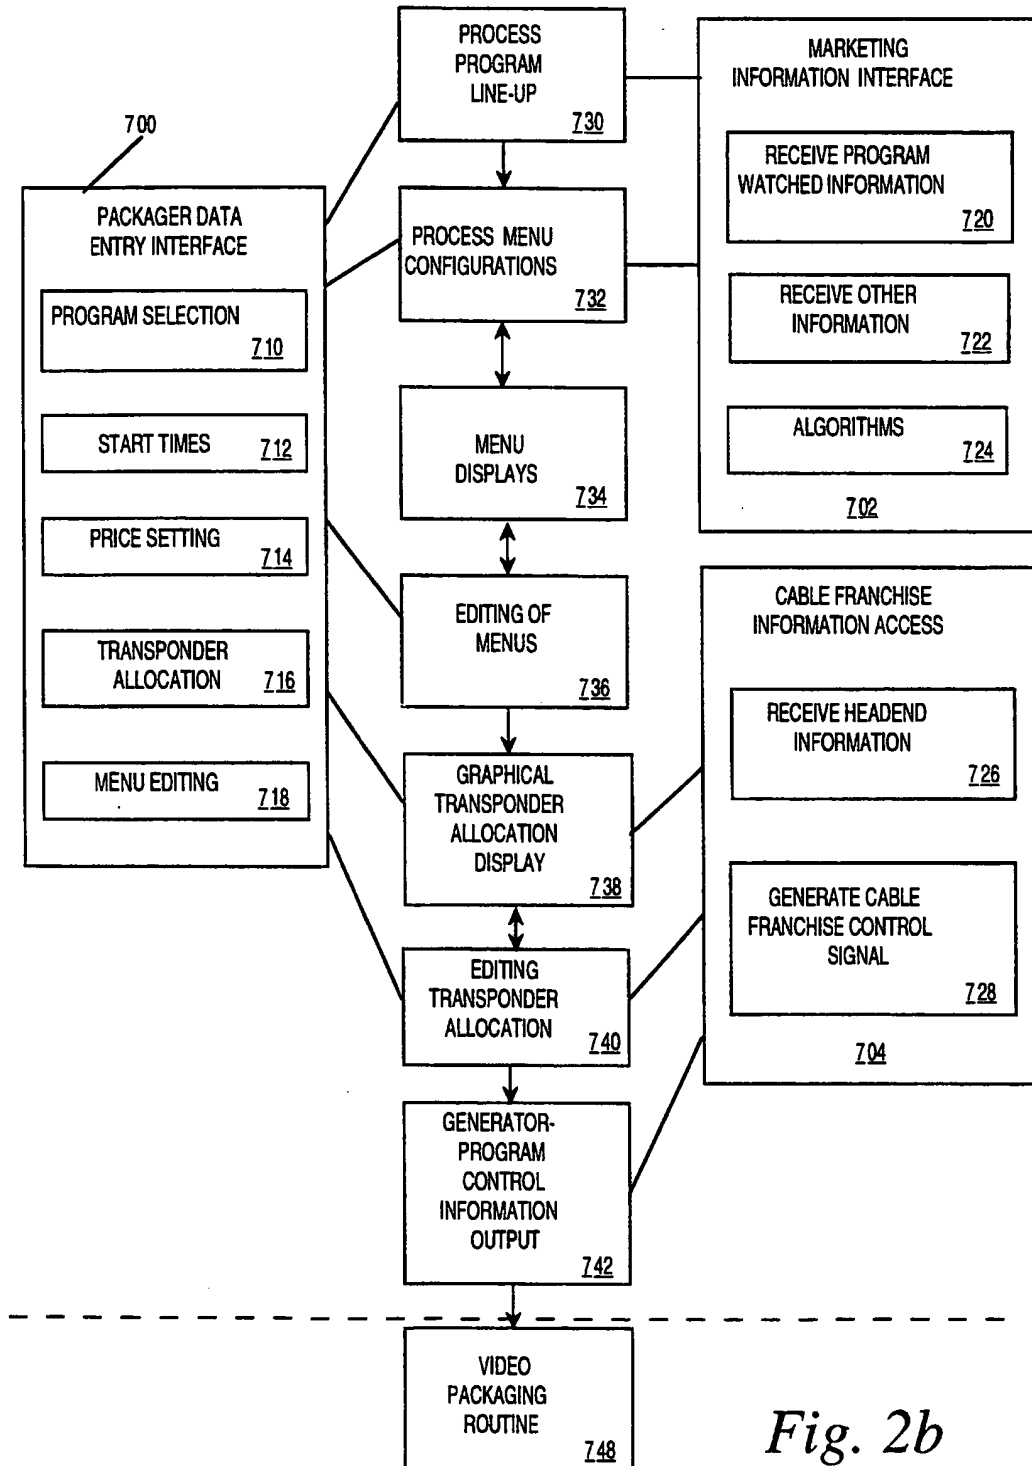 700
PACKAGER DATA
ENTRY INTERFACE
PROGRAM SELECTION
710
START TIMES 712
PRICE SETTING
714
TRANSPONDER
ALLOCATION 716
MENU EDITING 718
PROCESS
PROGRAM
LINE-UP
730
PROCESS MENU
CONFIGURATIONS
732
MENU
DISPLAYS
734
EDITING OF
MENUS
736
GRAPHICAL
TRANSPONDER
ALLOCATION
DISPLAY
738
EDITING
TRANSPONDER
ALLOCATION
740
GENERATOR-
PROGRAM
CONTROL
INFORMATION
OUTPUT
742
VIDEO
PACKAGING
ROUTINE
748
MARKETING
INFORMATION INTERFACE
RECEIVE PROGRAM
WATCHED INFORMATION
720
RECEIVE OTHER
INFORMATION
722
ALGORITHMS
724
702
CABLE FRANCHISE
INFORMATION ACCESS
RECEIVE HEADEND
INFORMATION
726
GENERATE CABLE
FRANCHISE CONTROL
SIGNAL
728
704
Fig. 2b